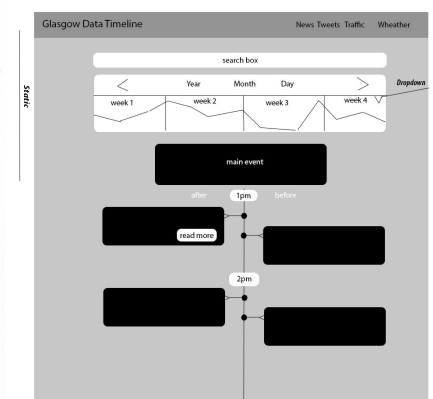 Glasgow Data Timeline
News Tweets Traffic Wheather
search box
Year Month Day
Dropdown
week 1 week 2 week 3 week 4
Static
main event
after 1pm before
read more
2pm